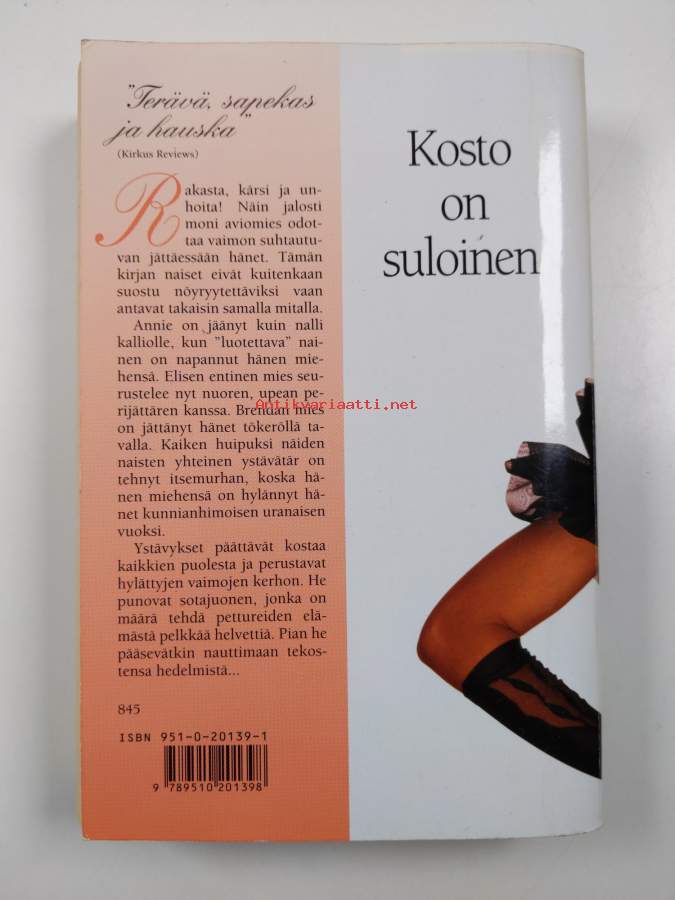 "Terävä, sapekas
ja hauska"
(Kirkus Reviews)
Rakasta, kärsi ja un-
hoita! Näin jalosti
moni aviomies odot-
taa vaimon suhtautu-
van jättäessään hänet. Tämän
kirjan naiset eivät kuitenkaan
suostu nöyryytettäviksi vaan
antavat takaisin samalla mitalla.
Annie on jäänyt kuin nalli
kalliolle, kun "luotettava" nai-
nen on napannut hänen mie-
hensä. Elisen entinen mies seu-
rustelee nyt nuoren, upean pe-
rijättären kanssa. Brendan mies
on jättänyt hänet tökeröllä ta-
valla. Kaiken huipuksi näiden
naisten yhteinen ystävätär on
tehnyt itsemurhan, koska hä-
nen miehensä on hylännyt hä-
net kunnianhimoisen uranaisen
vuoksi.
Ystävykset päättävät kostaa
kaikkien puolesta ja perustavat
hylättyjen vaimojen kerhon. He
punovat sotajuonen, jonka on
määrä tehdä pettureiden elä-
mästä pelkkää helvettiä. Pian he
pääsevätkin nauttimaan tekos-
tensa hedelmistä...
845
ISBN 951-0-20139-1
9 789510 201398
Kosto
on
suloinen
Antikvariaatti.net